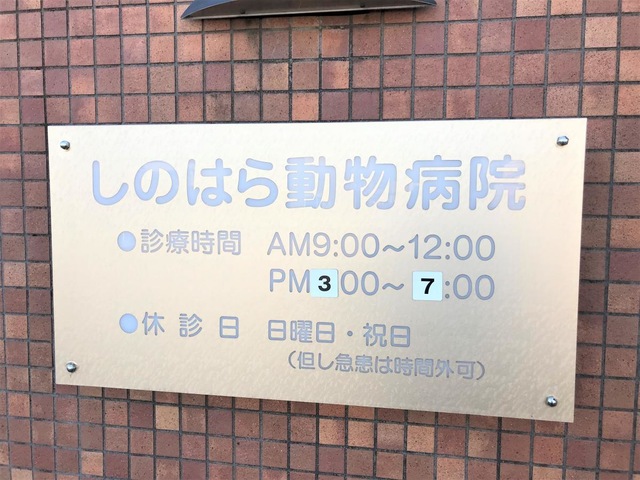 しのはら動物病院
●診療時間 AM9:00～12:00
PM3:00～7:00
●休診日 日曜日・祝日
（但し急患は時間外可）